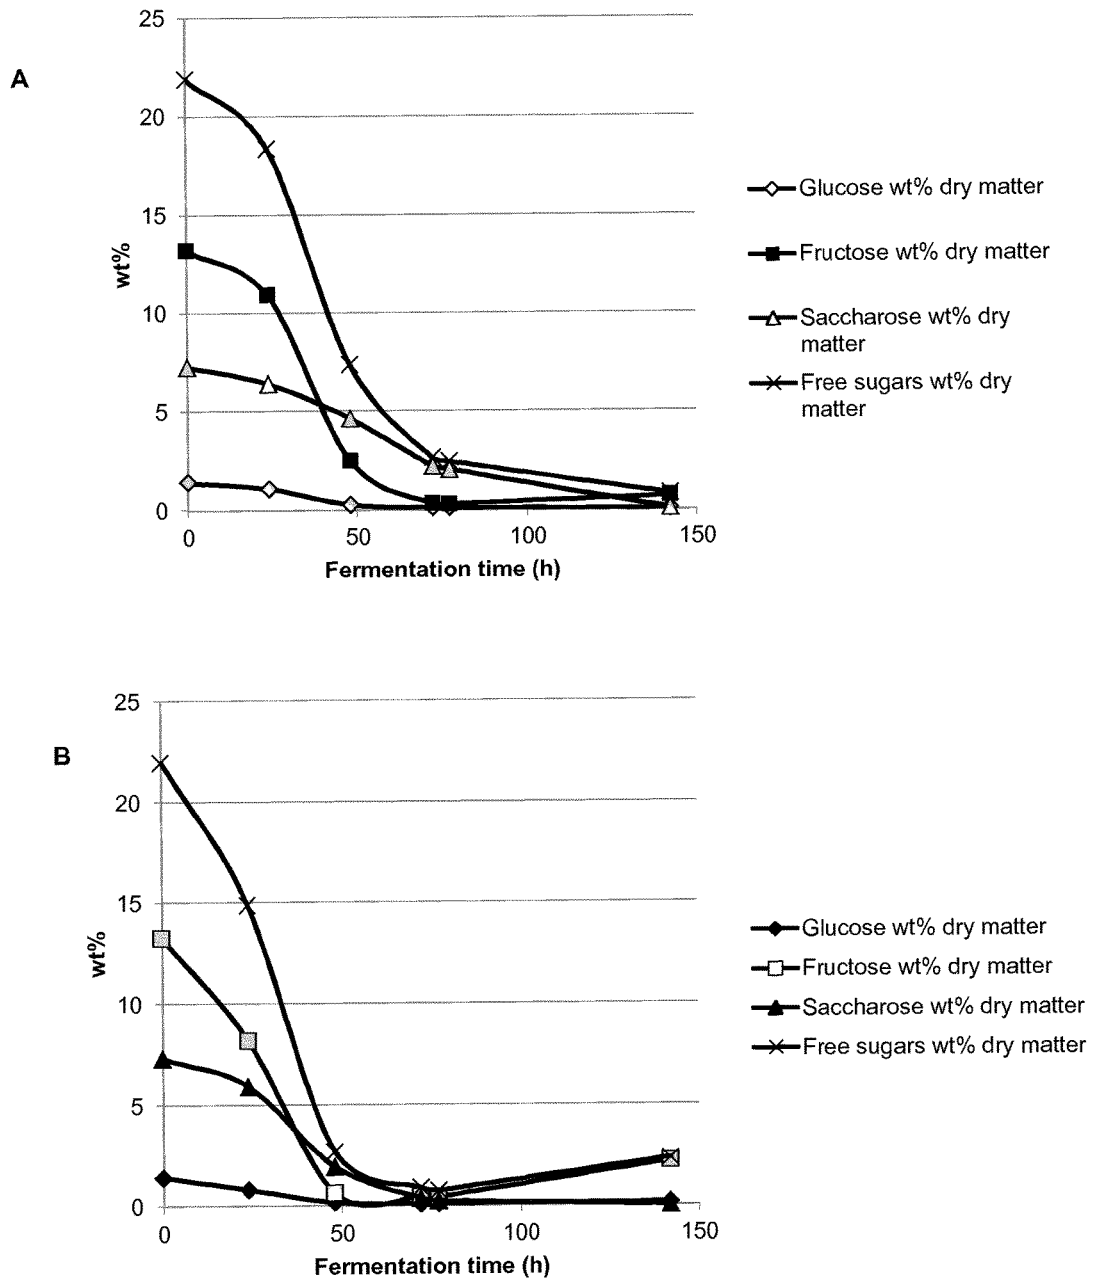 A
25
20
15
10
5
0
wt%
0 50 100 150
Fermentation time (h)
Glucose wt% dry matter
Fructose wt% dry matter
Saccharose wt% dry
matter
Free sugars wt% dry
matter
B
25
20
15
10
5
0
wt%
0 50 100 150
Fermentation time (h)
Glucose wt% dry matter
Fructose wt% dry matter
Saccharose wt% dry matter
Free sugars wt% dry matter